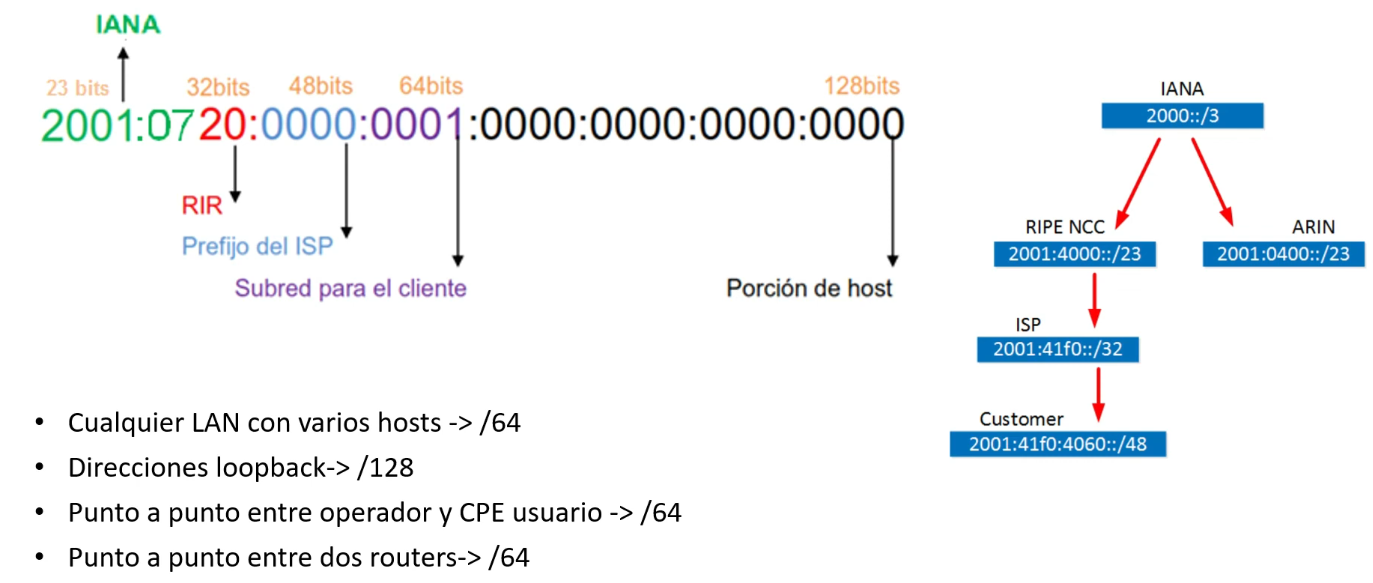 IANA
23 bits 32bits 48bits 64bits 128bits
2001:0720:0000:0001:0000:0000:0000:0000
RIR
Prefijo del ISP
Subred para el cliente
Porción de host
IANA
2000::/3
RIPE NCC ARIN
2001:4000::/23 2001:0400::/23
ISP
2001:41f0::/32
Customer
2001:41f0:4060::/48
• Cualquier LAN con varios hosts -> /64
• Direcciones loopback-> /128
• Punto a punto entre operador y CPE usuario -> /64
• Punto a punto entre dos routers-> /64